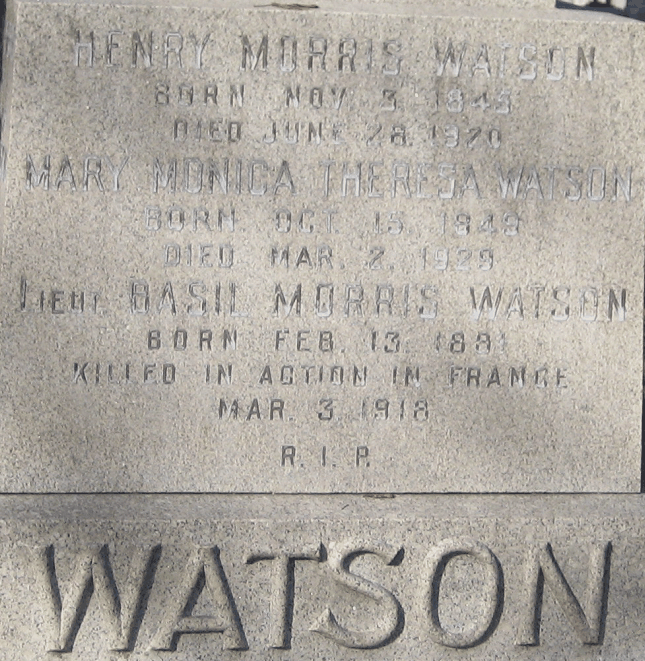 HENRY MORRIS WATSON
BORN NOV 3, 1845
DIED JUNE 28, 1920
MARY MONICA THERESA WATSON
BORN OCT 15, 1849
DIED MAR. 2, 1929
LIEUT. BASIL MORRIS WATSON
BORN FEB. 13, 1881
KILLED IN ACTION IN FRANCE
MAR. 3, 1918
R. I. P.
WATSON